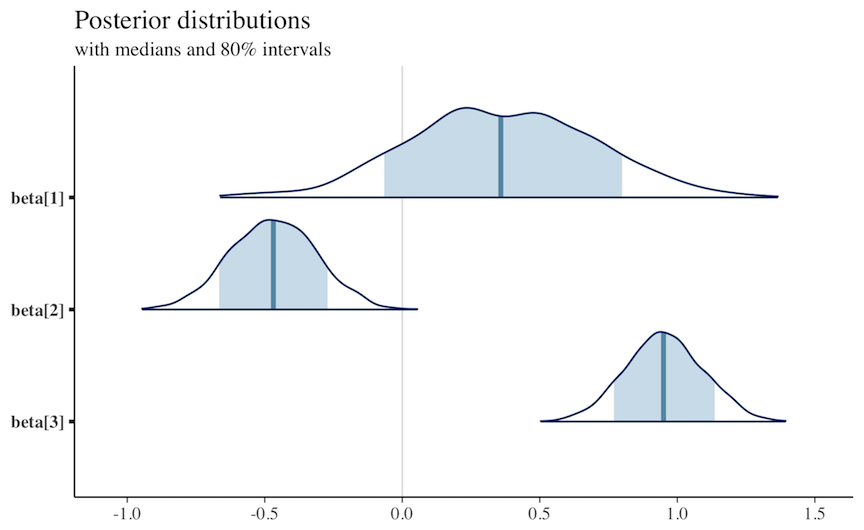 Posterior distributions
with medians and 80% intervals
beta[1]
beta[2]
beta[3]
-1.0 -0.5 0.0 0.5 1.0 1.5